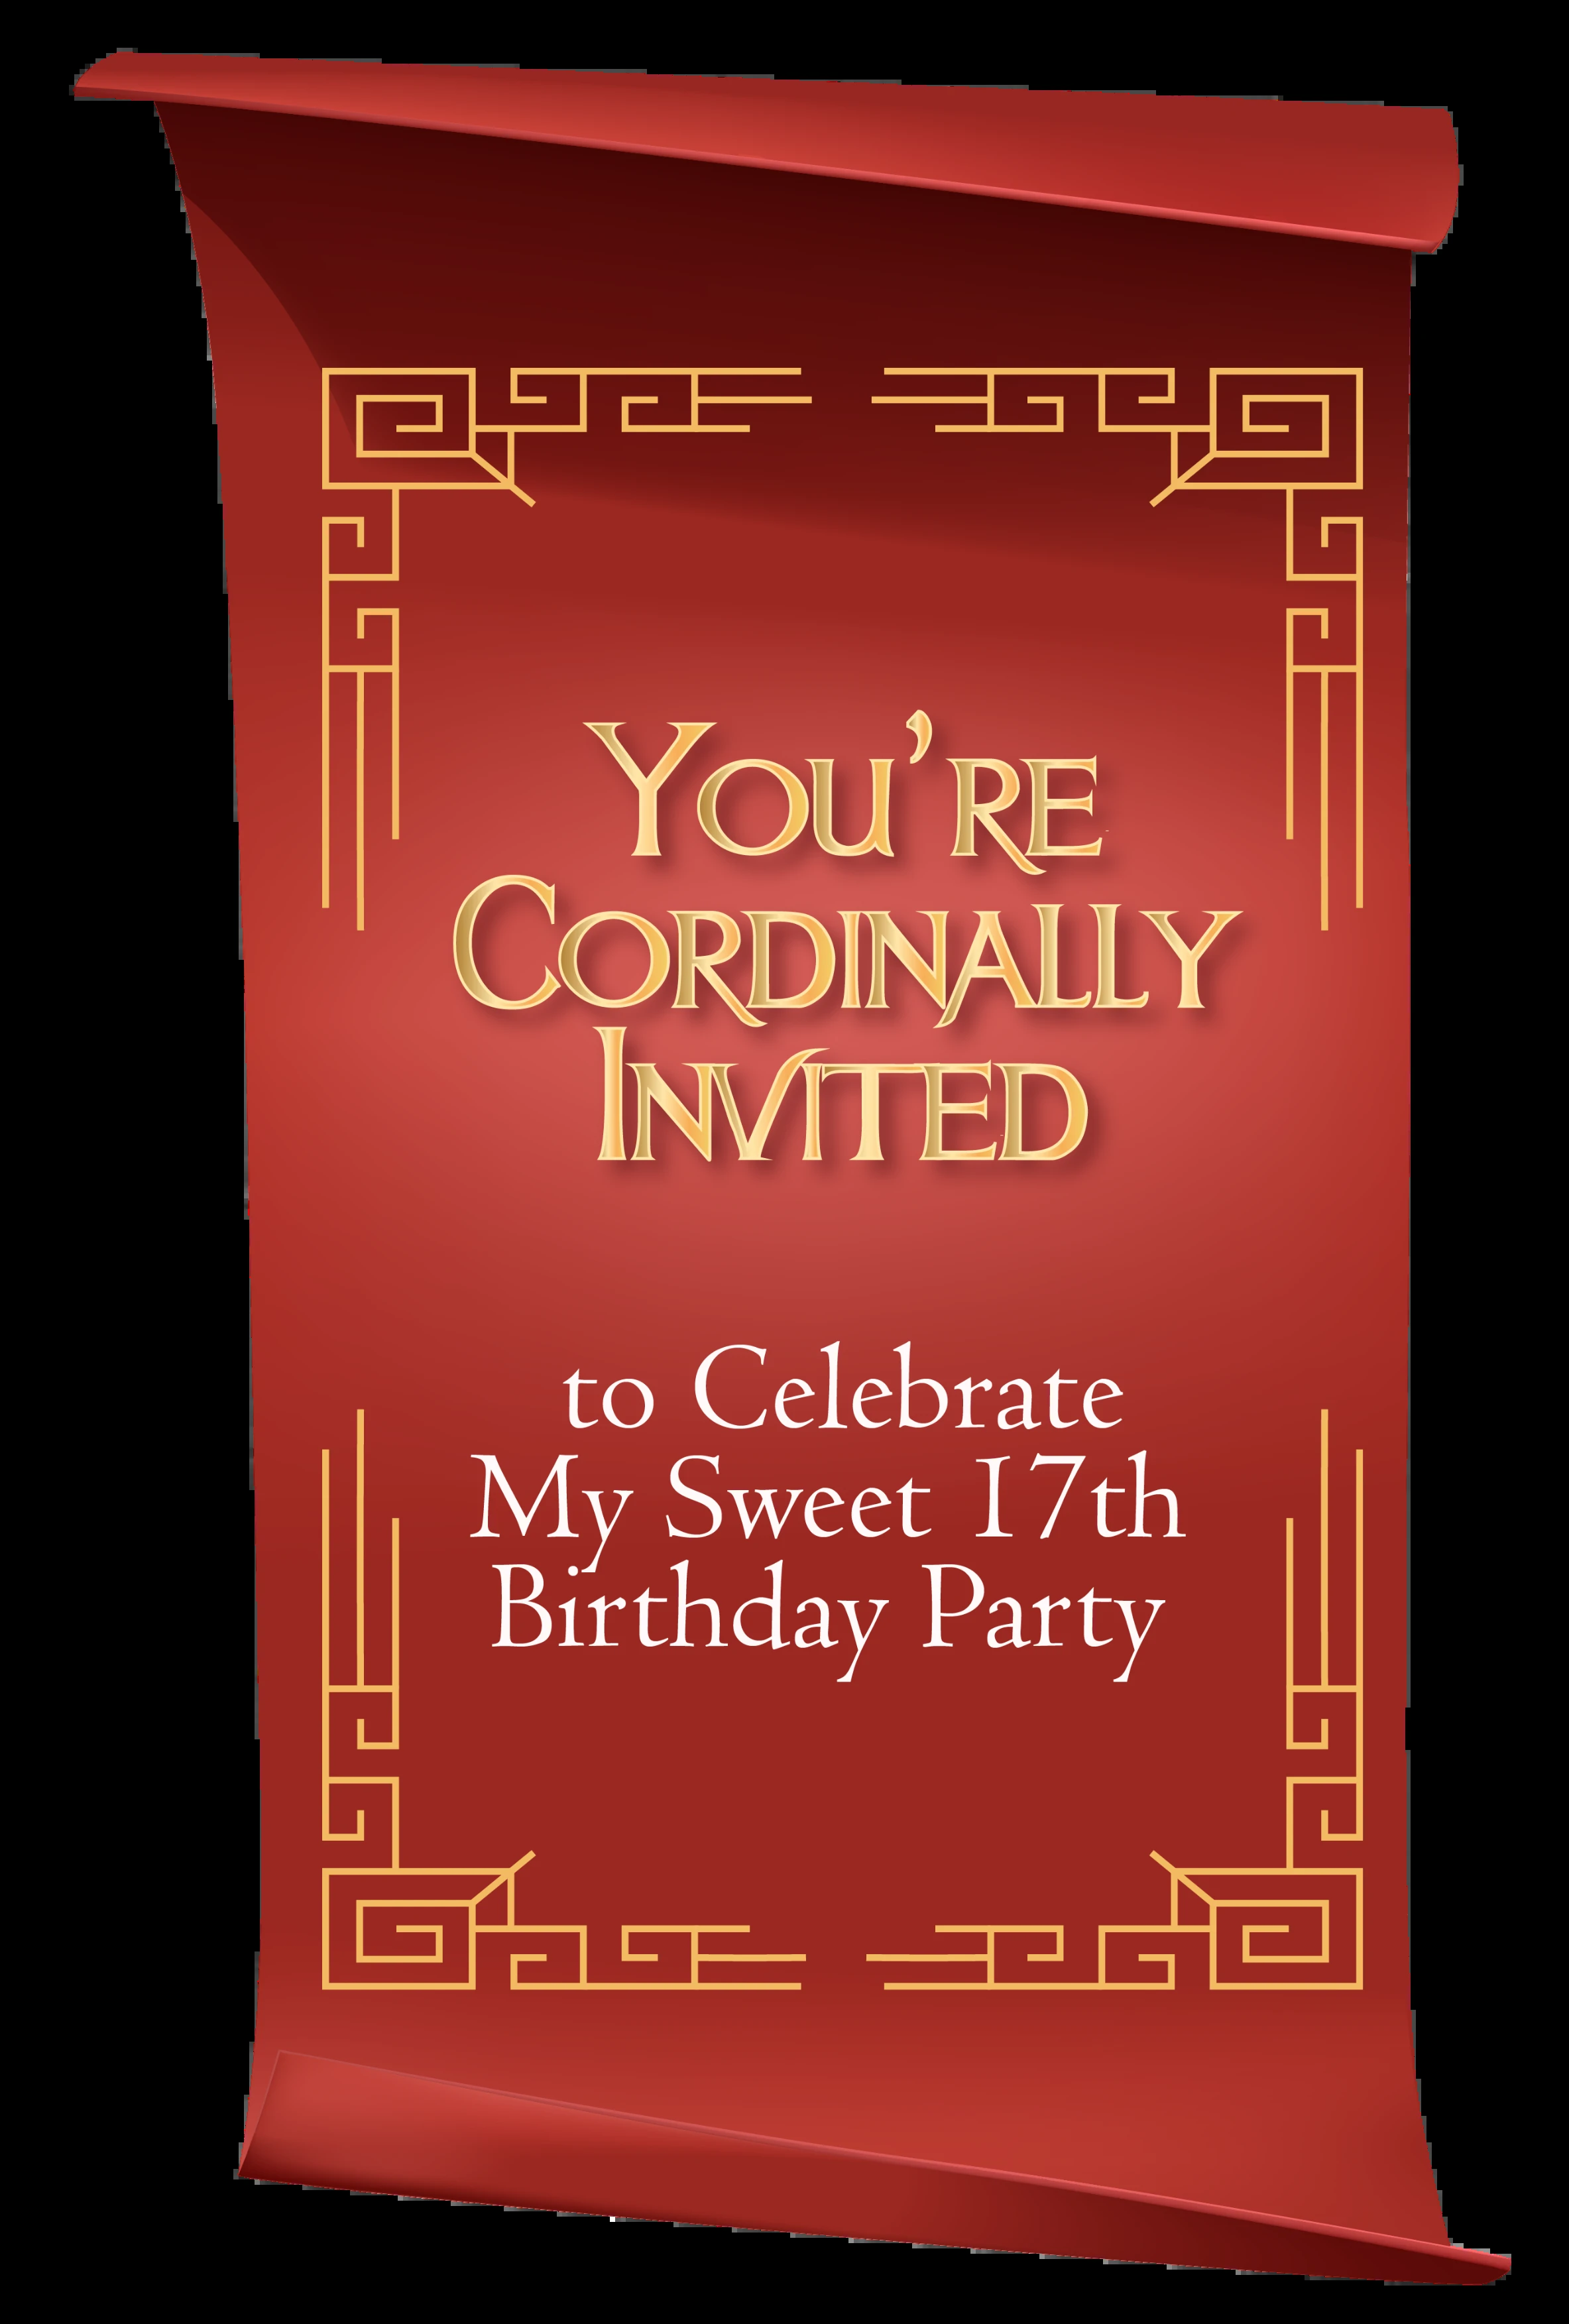 You’re
Cordinally
Invited
to Celebrate
My Sweet 17th
Birthday Party